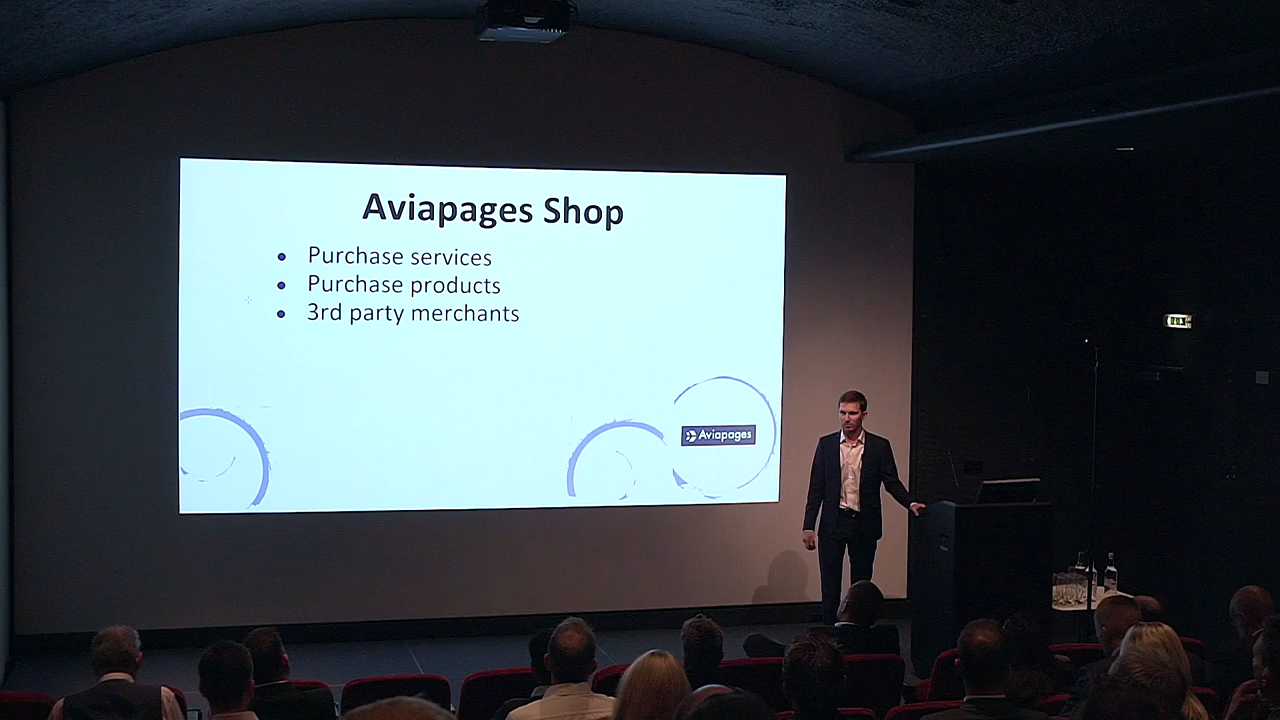 Aviapages Shop
Purchase services
Purchase products
3rd party merchants
Aviapages